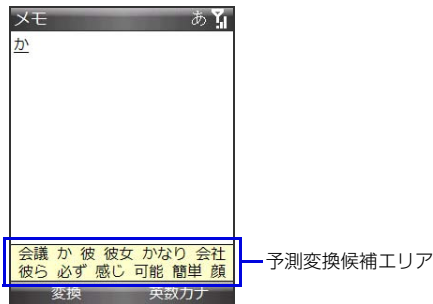 メモ あ
か
会議 か 彼 彼女 かなり 会社
彼ら 必ず 感じ 可能 簡単 顔
予測変換候補エリア
変換 英数カナ